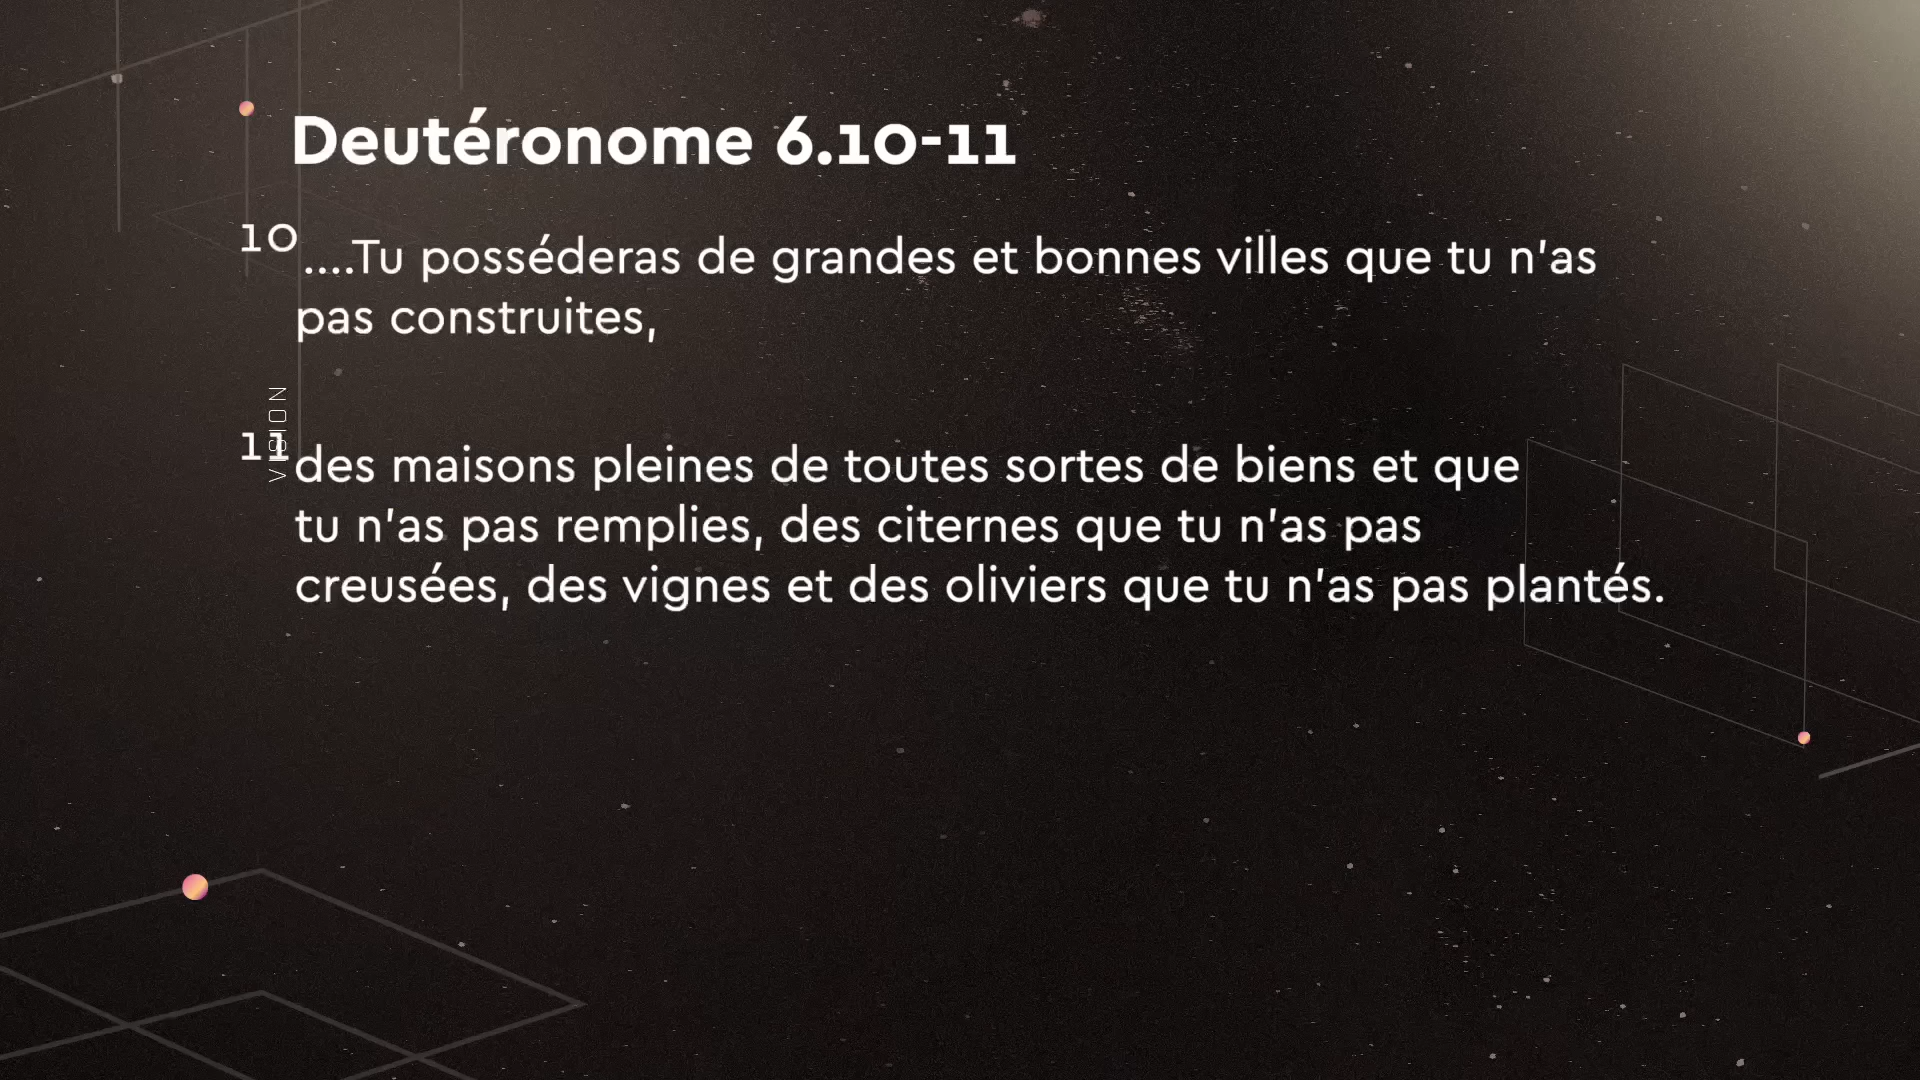 Deutéronome 6.10-11
10 ....Tu posséderas de grandes et bonnes villes que tu n'as
pas construites,
VISION
11 des maisons pleines de toutes sortes de biens et que
tu n'as pas remplies, des citernes que tu n'as pas
creusées, des vignes et des oliviers que tu n'as pas plantés.